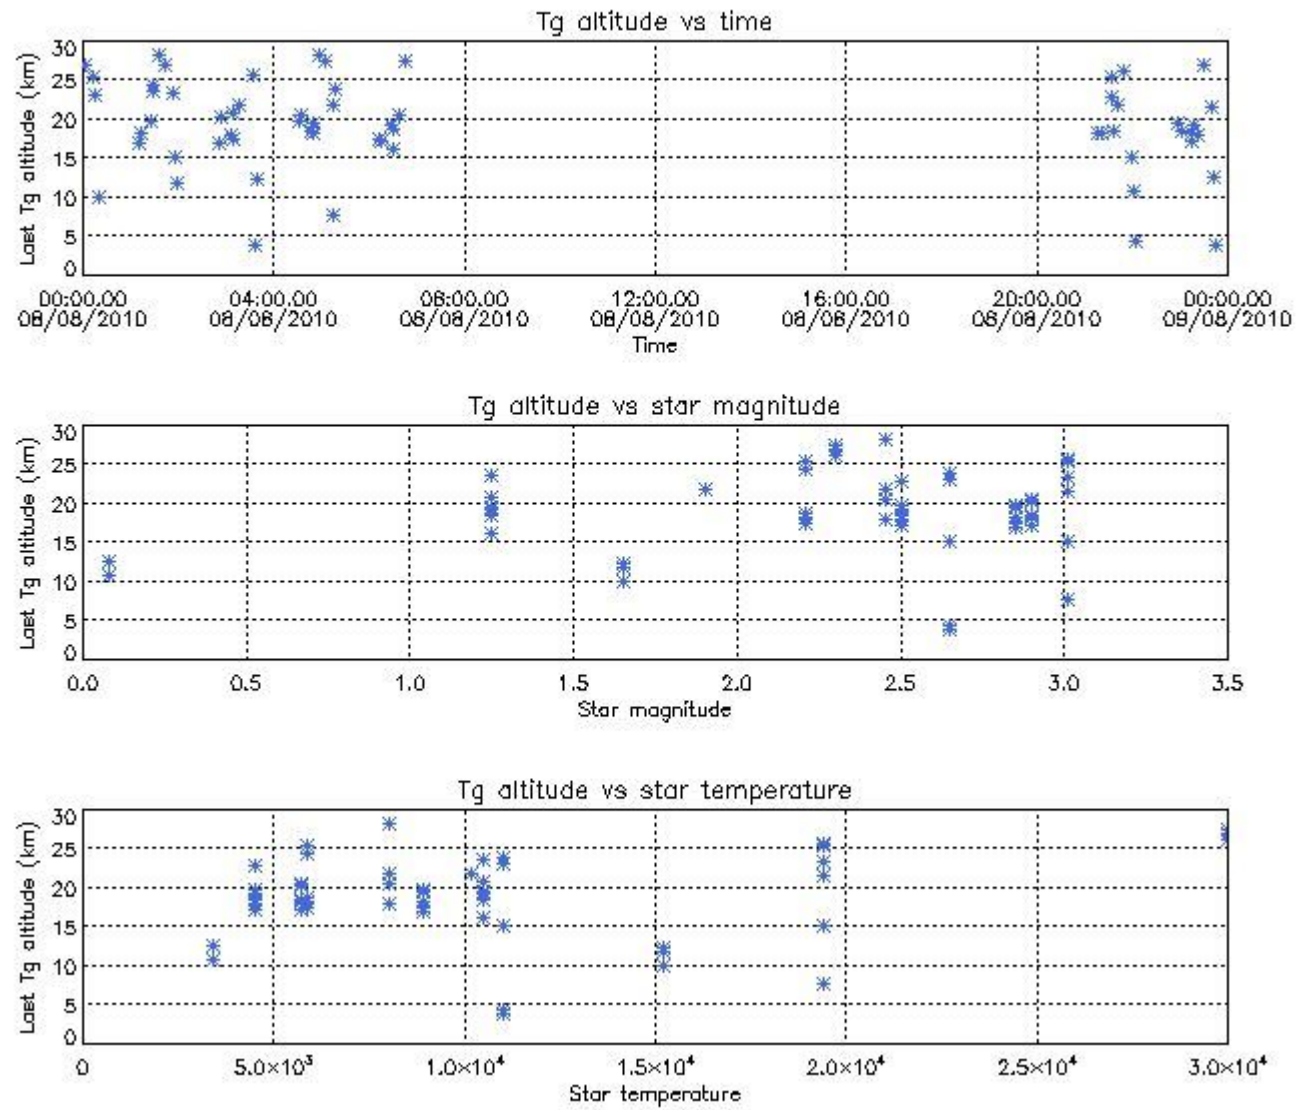 Tg altitude vs time
30
25
20
15
10
5
0
Last Tg altitude (km)
00:00.00 04:00.00 08:00.00 12:00.00 16:00.00 20:00.00 00:00.00
08/08/2010 08/08/2010 08/08/2010 08/08/2010 08/08/2010 08/08/2010 09/08/2010
Time
Tg altitude vs star magnitude
30
25
20
15
10
5
0
Last Tg altitude (km)
0.0 0.5 1.0 1.5 2.0 2.5 3.0 3.5
Star magnitude
Tg altitude vs star temperature
30
25
20
15
10
5
0
Last Tg altitude (km)
0 5.0×10³ 1.0×10⁴ 1.5×10⁴ 2.0×10⁴ 2.5×10⁴ 3.0×10⁴
Star temperature